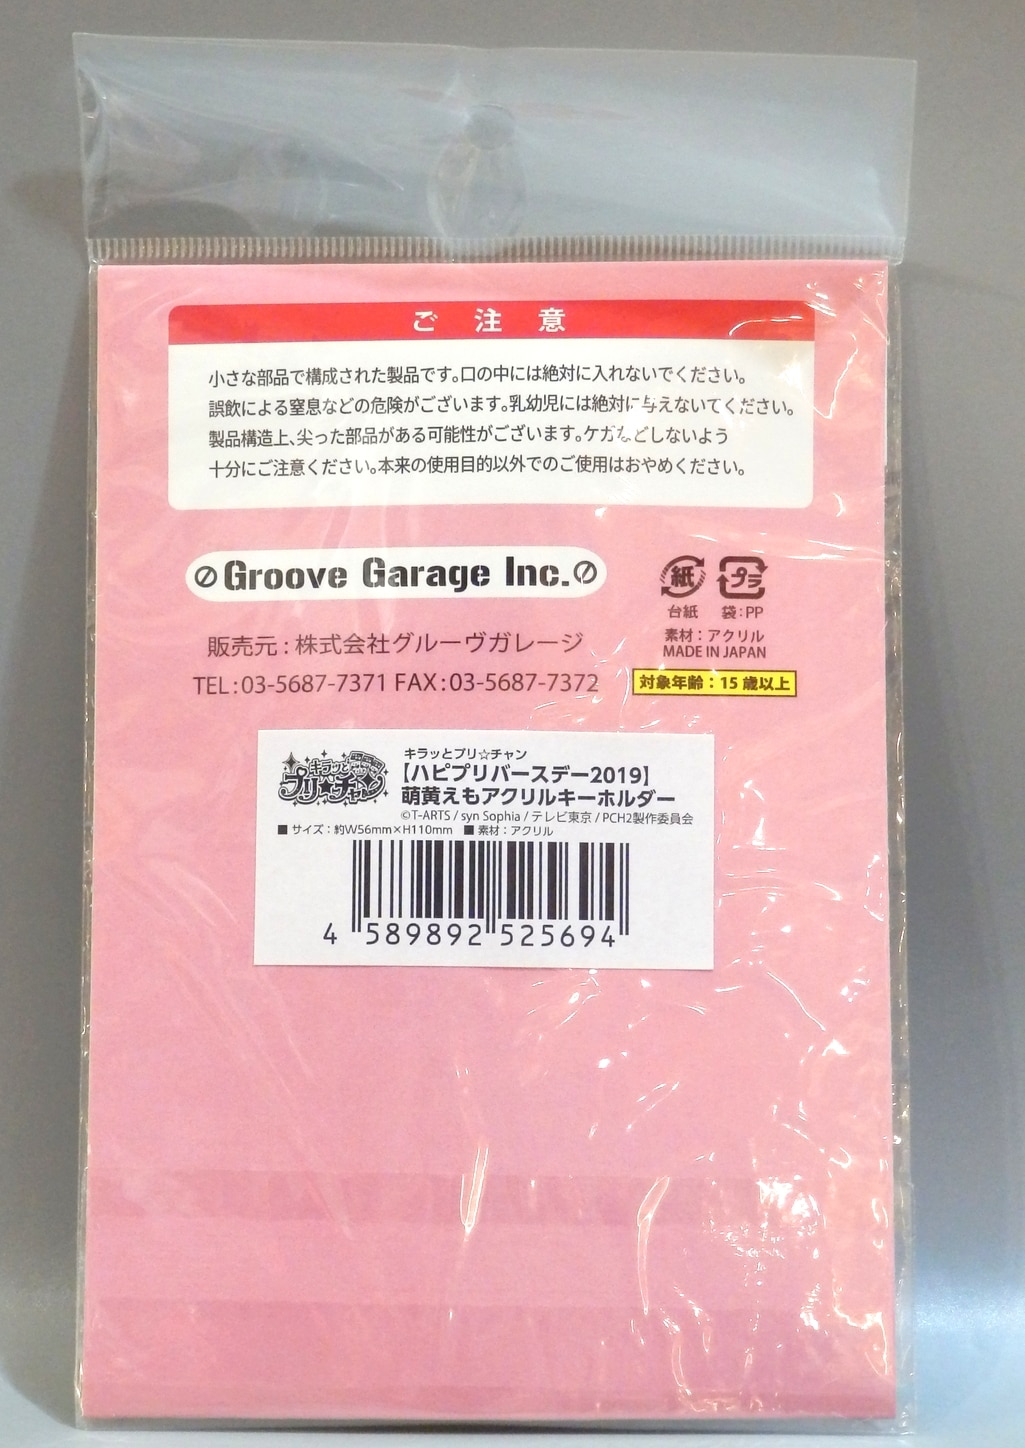 ご注意
小さな部品で構成された製品です。口の中には絶対に入れないでください。
誤飲による窒息などの危険がございます。乳幼児には絶対に与えないでください。
製品構造上、尖った部品がある可能性がございます。ケガなどしないよう
十分にご注意ください。本来の使用目的以外でのご使用はおやめください。
Groove Garage Inc.
紙 プラ
台紙 袋:PP
素材:アクリル
MADE IN JAPAN
販売元:株式会社グルーヴガレージ
TEL:03-5687-7371 FAX:03-5687-7372
対象年齢:15歳以上
キラッとプリ☆チャン
キラッとプリ☆チャン
【ハピプリバースデー2019】
萌黄えもアクリルキーホルダー
©T-ARTS / syn Sophia / テレビ東京 / PCH2製作委員会
■ サイズ:約W56mm×H110mm ■ 素材:アクリル
4 589892 525694